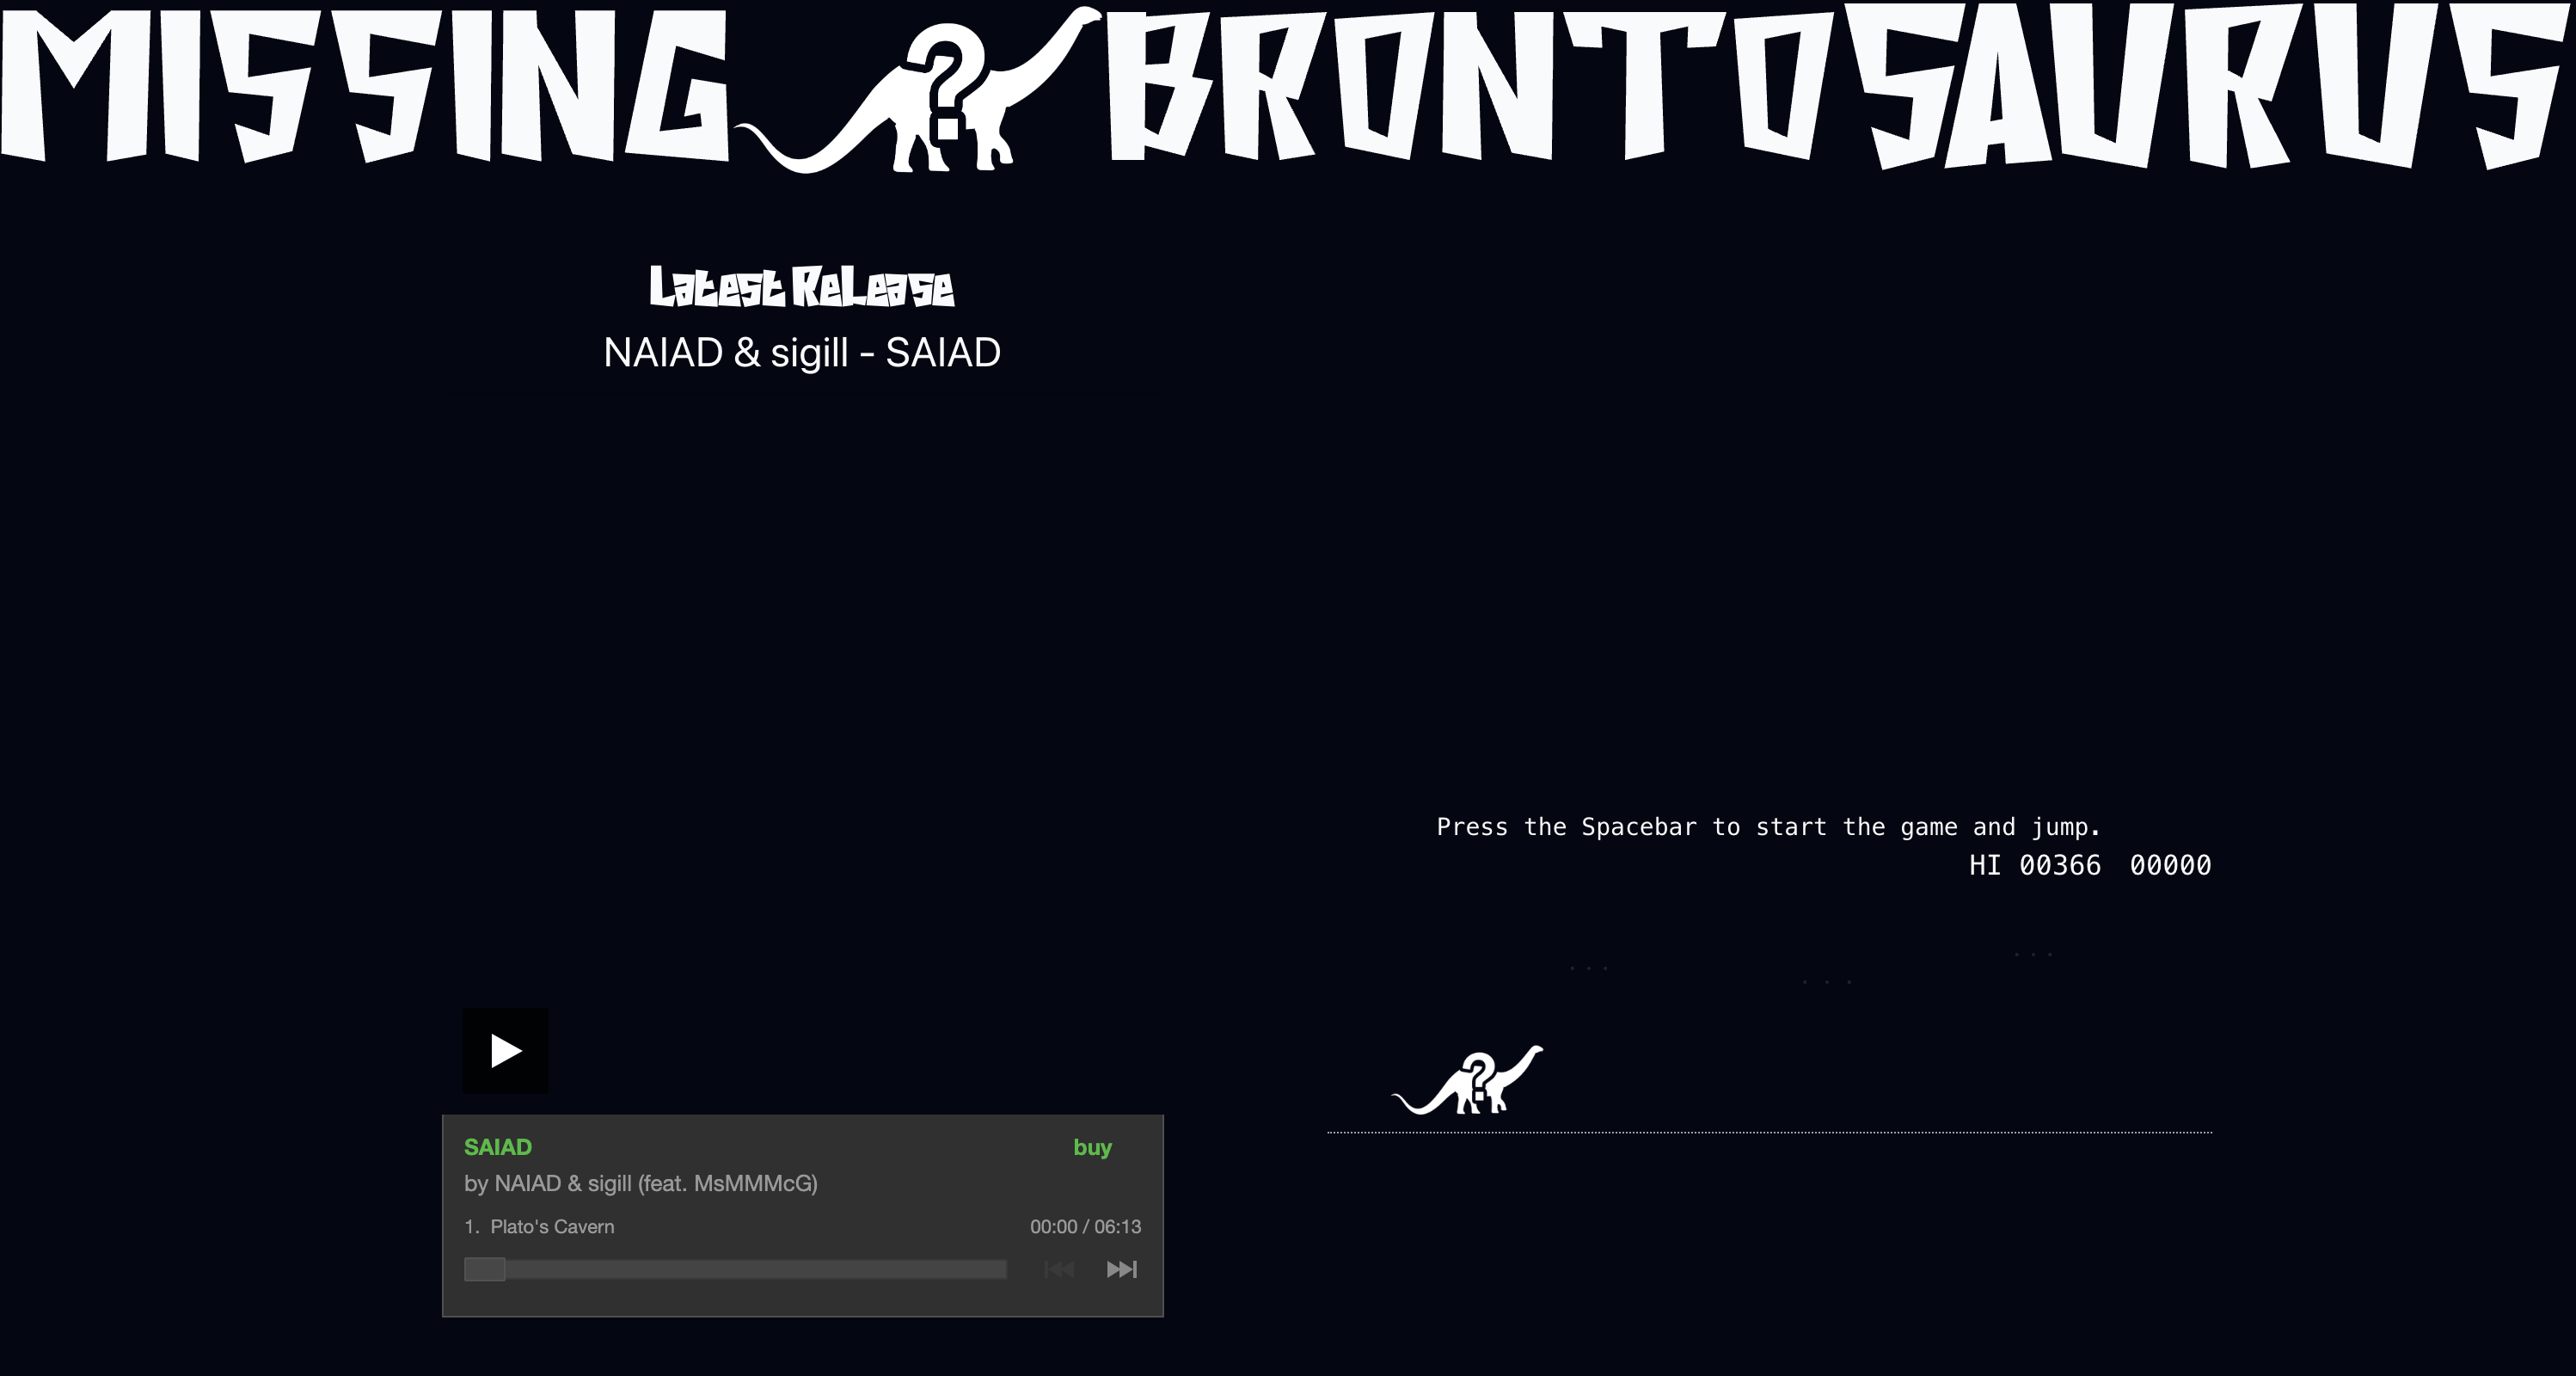 MISSING BRONTOSAURUS
Latest Release
NAIAD & sigill - SAIAD
SAIAD
buy
by NAIAD & sigill (feat. MsMMMcG)
1. Plato's Cavern
00:00 / 06:13
Press the Spacebar to start the game and jump.
HI 00366 00000